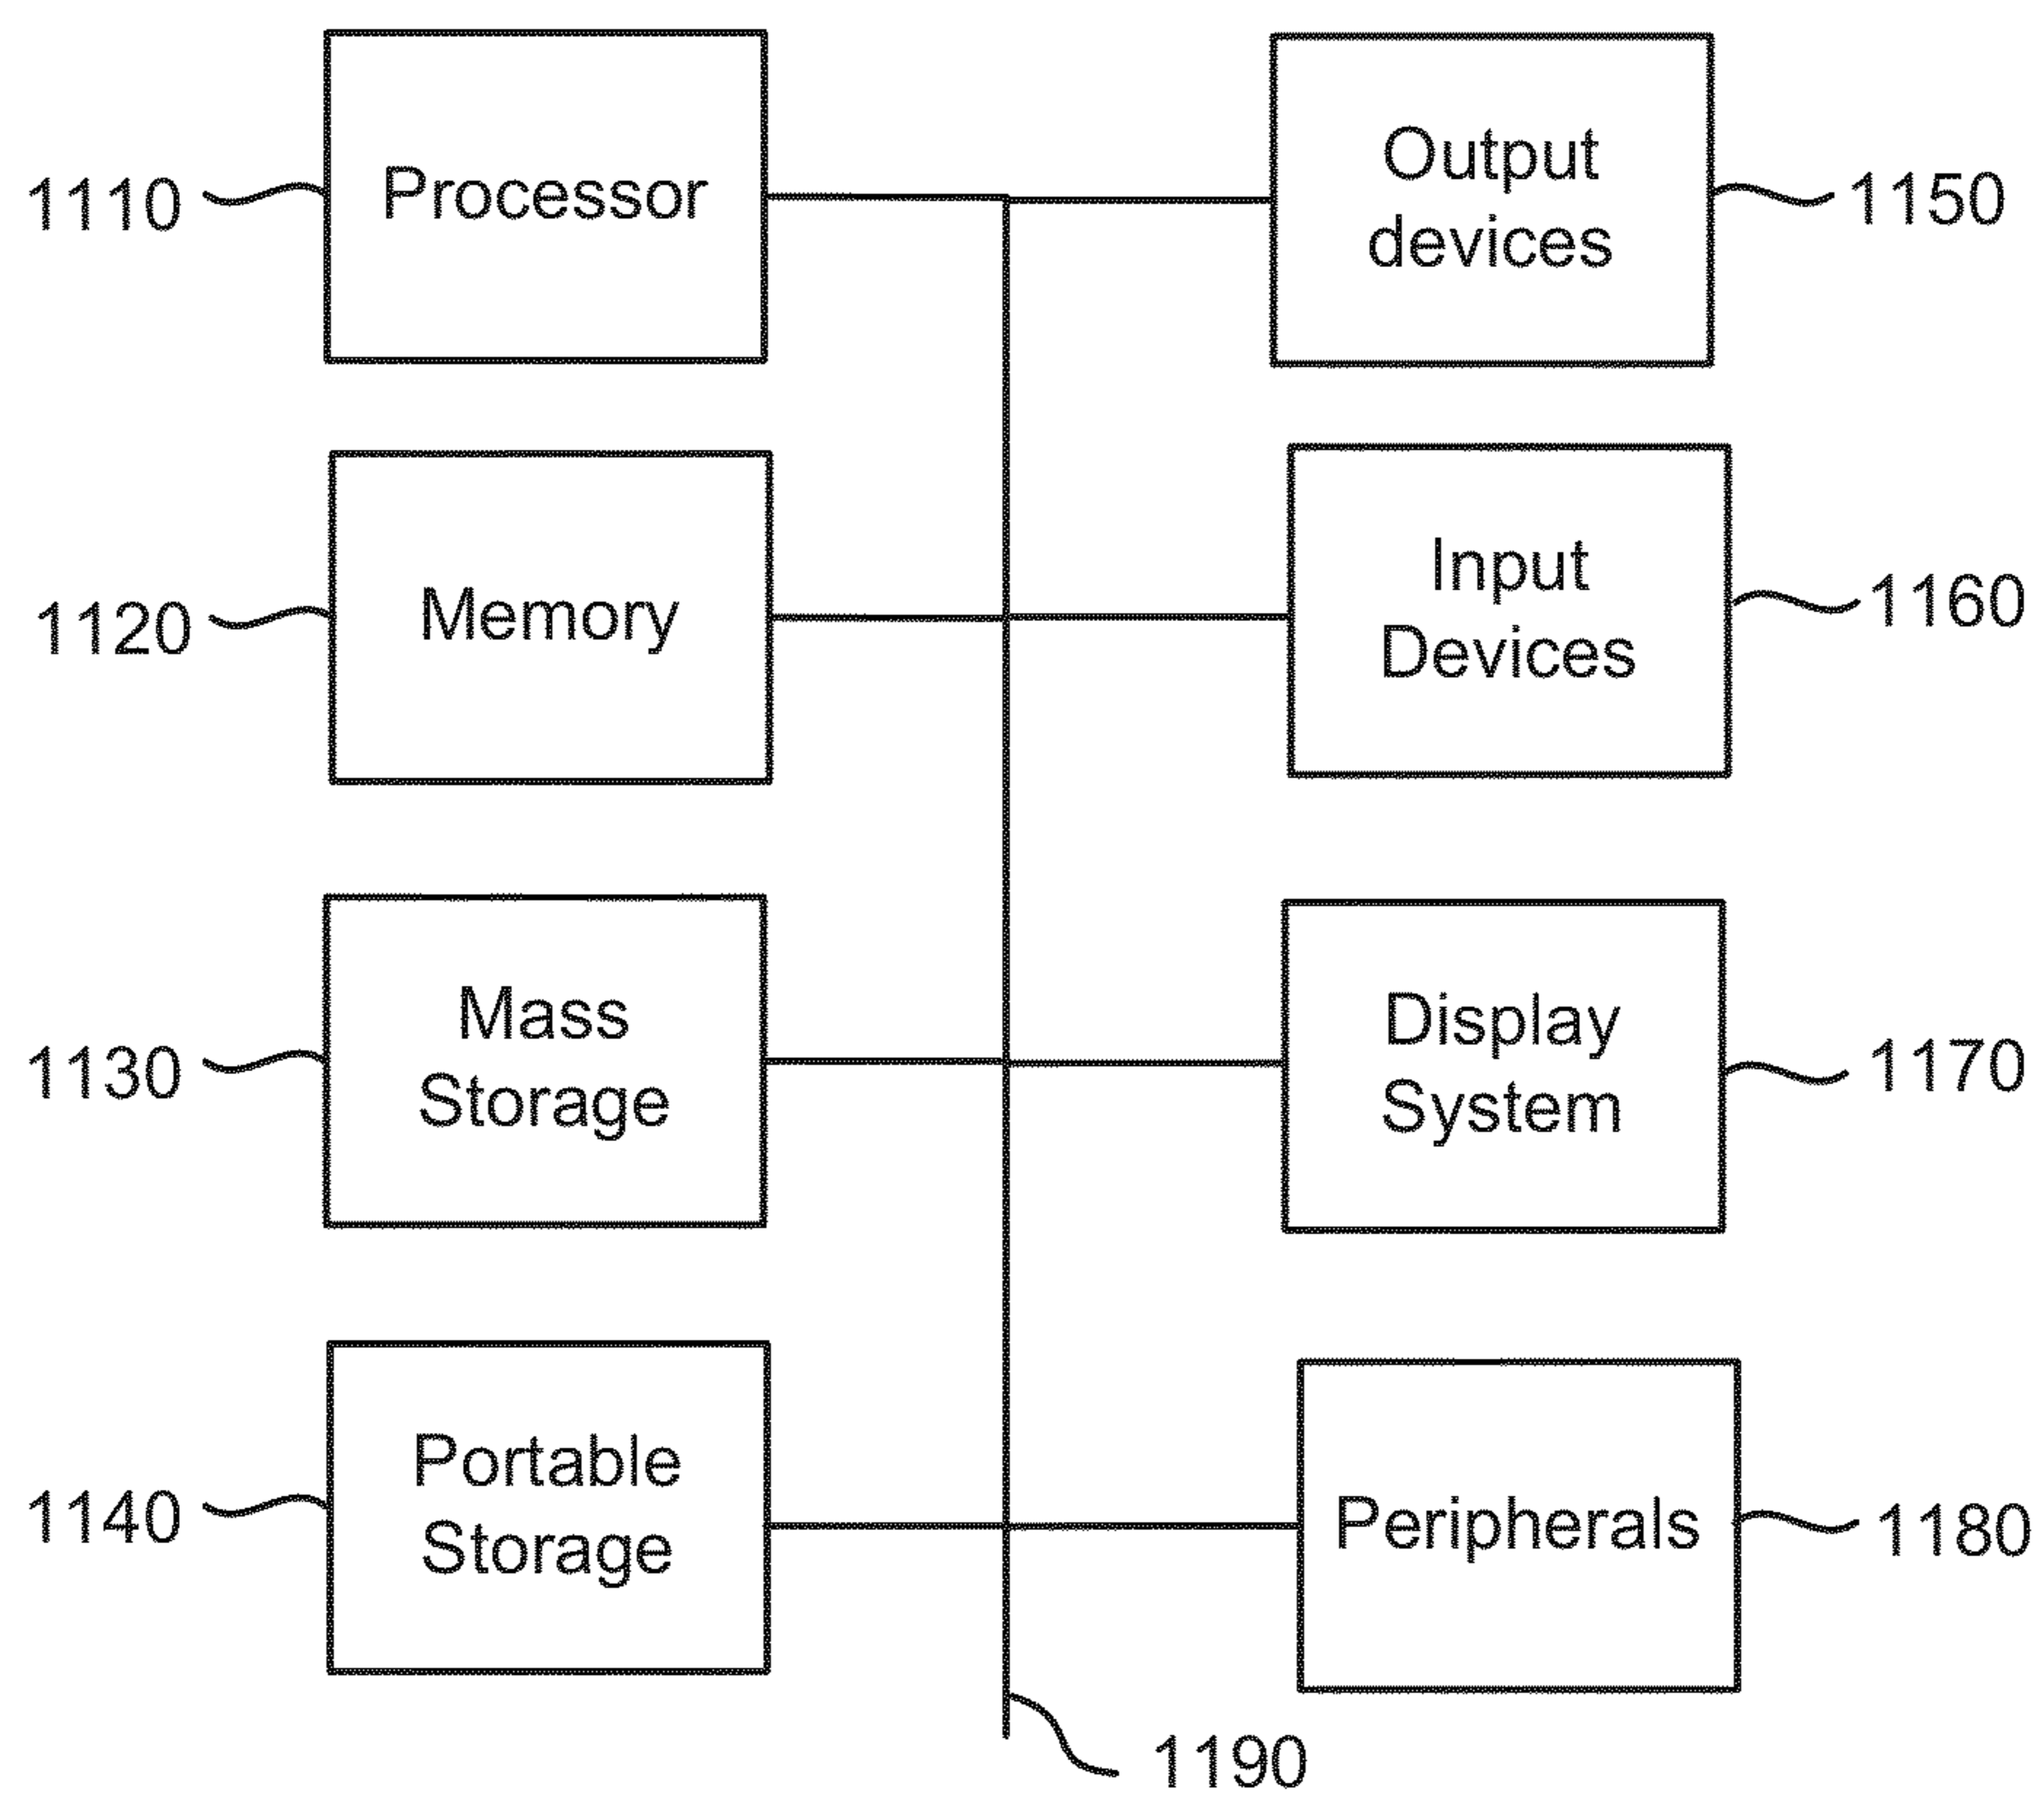 1110
Processor
Output
devices
1150
1120
Memory
Input
Devices
1160
1130
Mass
Storage
Display
System
1170
1140
Portable
Storage
Peripherals
1180
1190